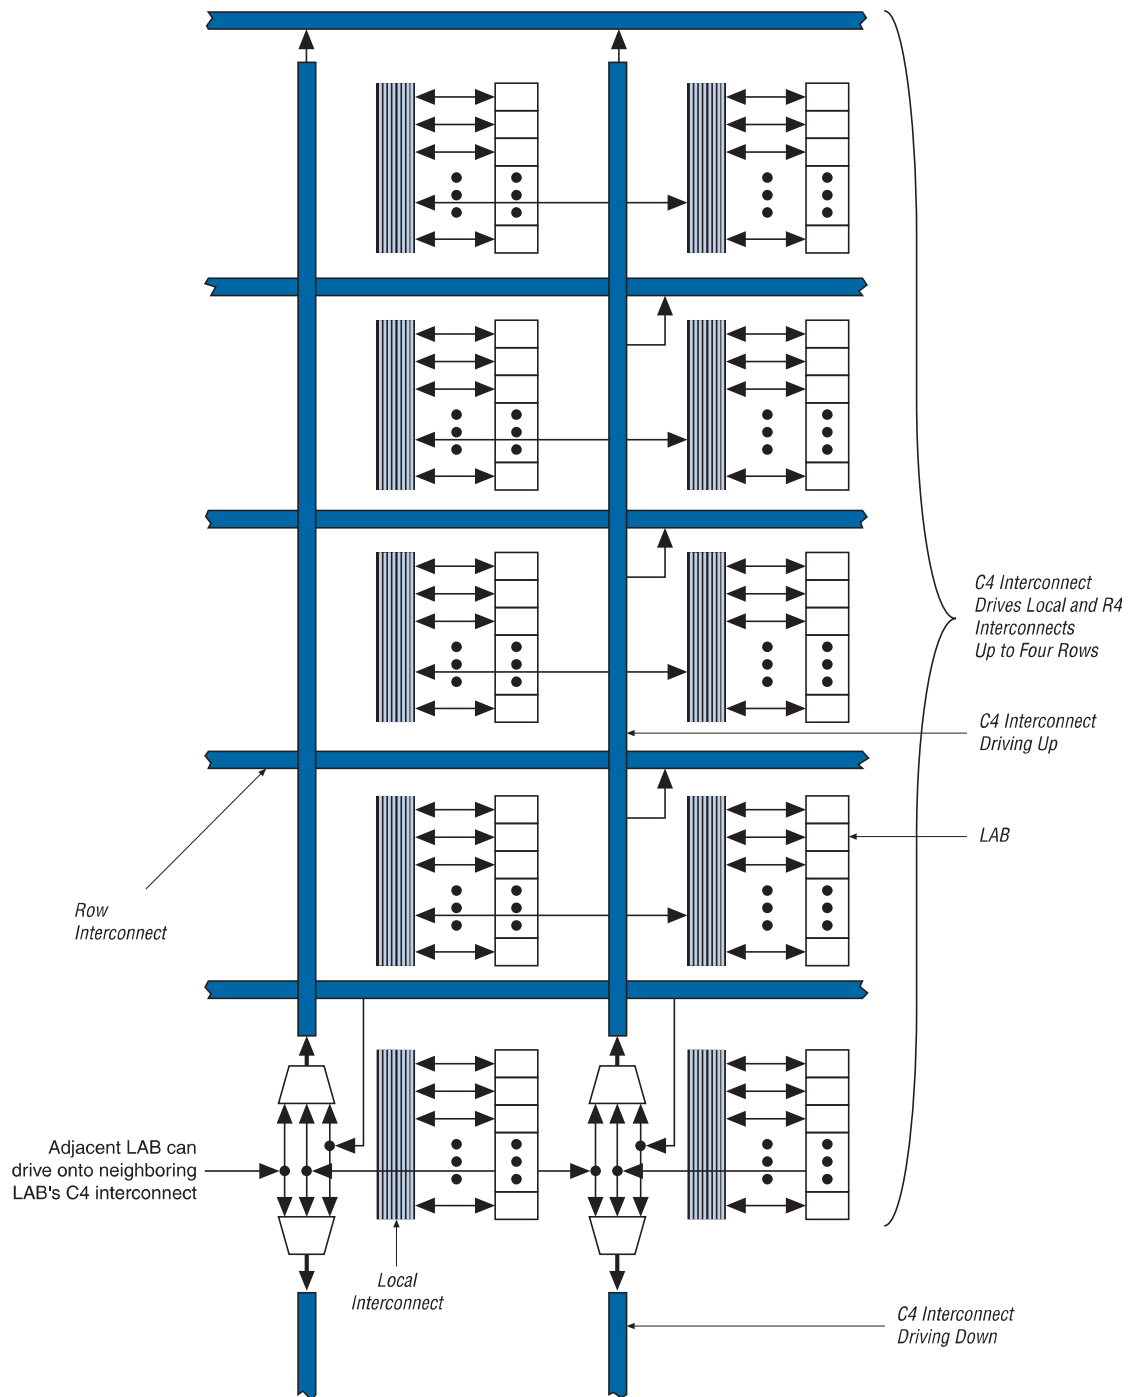 C4 Interconnect
Drives Local and R4
Interconnects
Up to Four Rows
C4 Interconnect
Driving Up
LAB
Row
Interconnect
Adjacent LAB can
drive onto neighboring
LAB's C4 interconnect
Local
Interconnect
C4 Interconnect
Driving Down